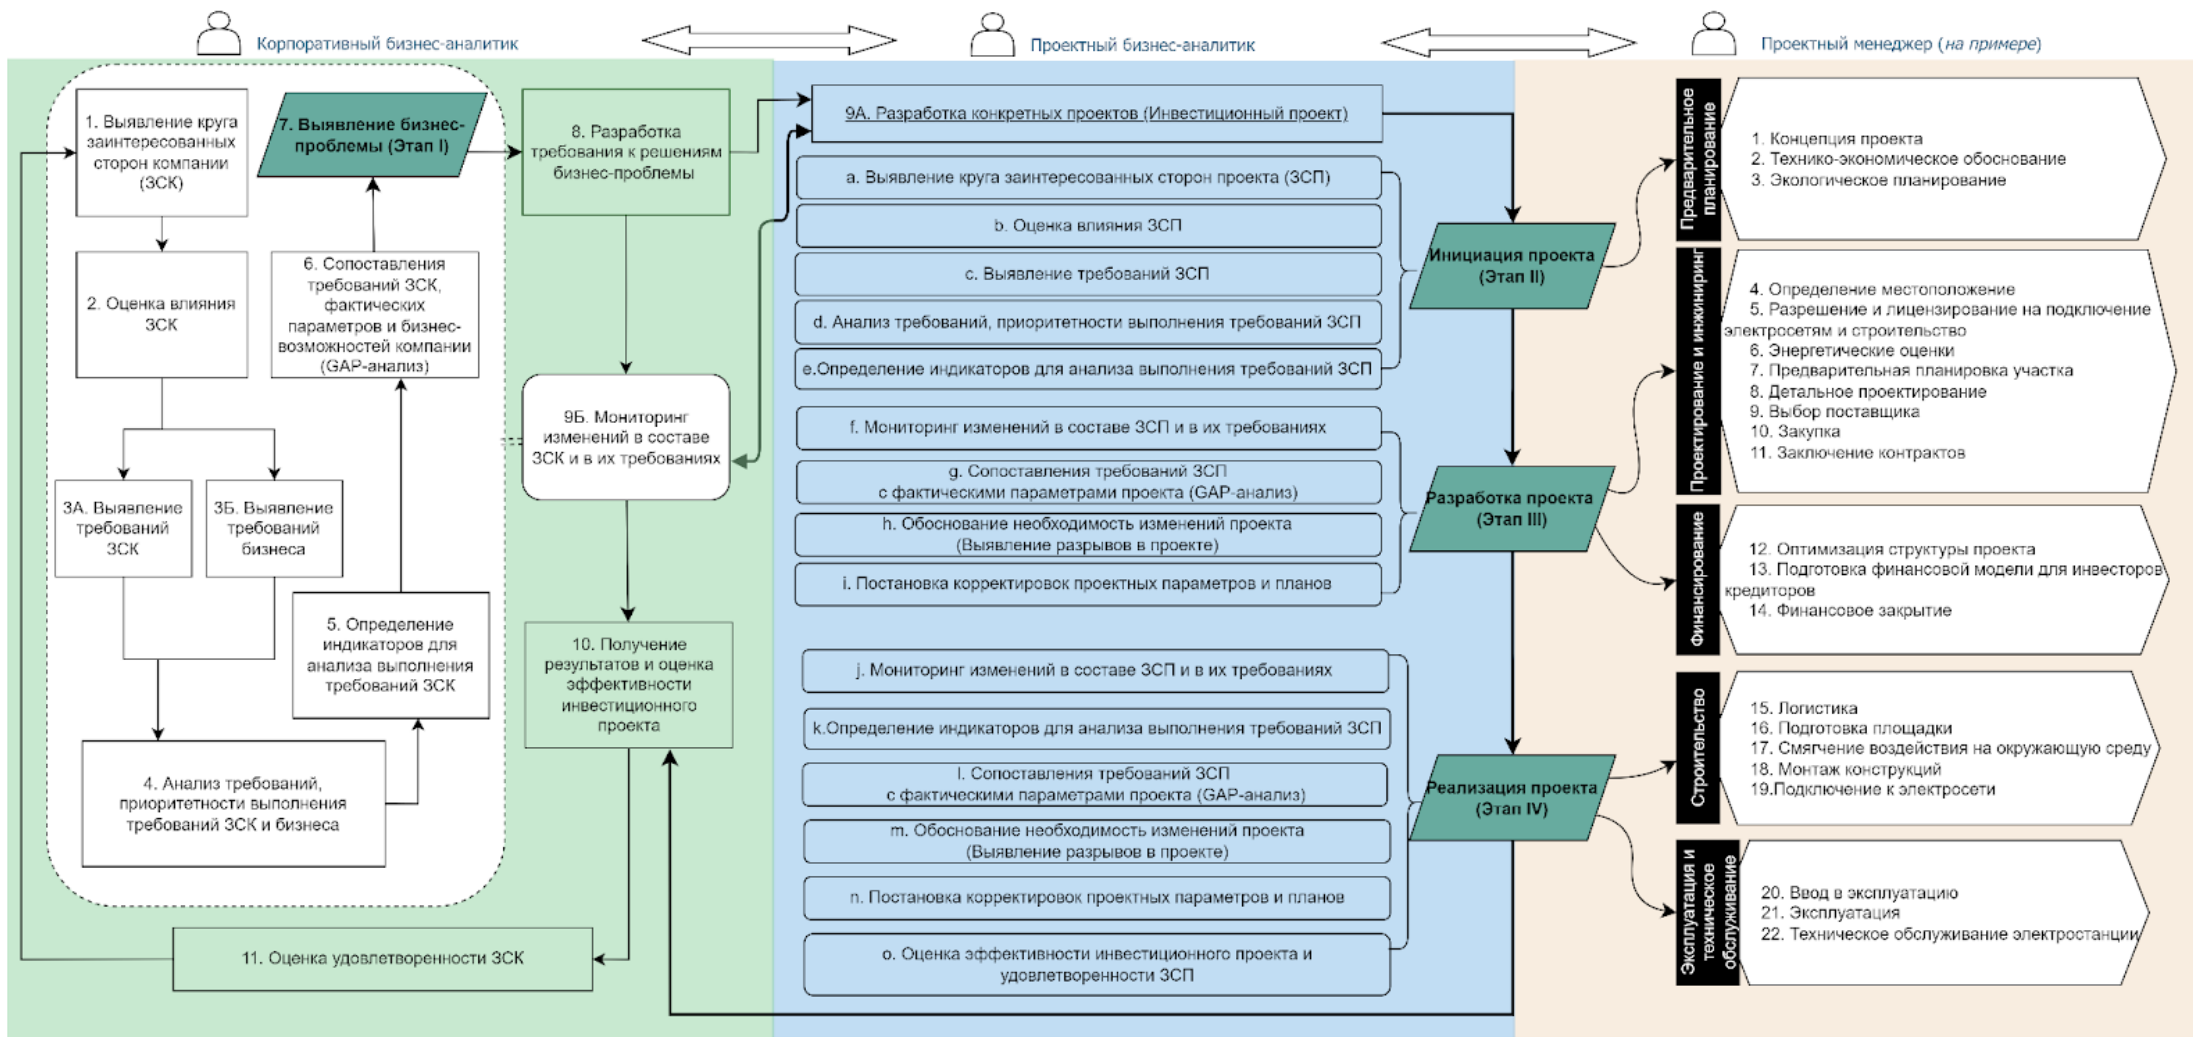 Корпоративный бизнес-аналитик
Проектный бизнес-аналитик
Проектный менеджер (на примере)
1. Выявление круга
заинтересованных
сторон компании
(ЗСК)
7. Выявление бизнес-
проблемы (Этап I)
2. Оценка влияния
ЗСК
6. Сопоставления
требований ЗСК,
фактических
параметров и бизнес-
возможностей компании
(GAP-анализ)
3А. Выявление
требований
ЗСК
3Б. Выявление
требований
бизнеса
5. Определение
индикаторов для
анализа выполнения
требований ЗСК
4. Анализ требований,
приоритетности выполнения
требований ЗСК и бизнеса
8. Разработка
требования к решениям
бизнес-проблемы
9Б. Мониторинг
изменений в составе
ЗСК и в их требованиях
10. Получение
результатов и оценка
эффективности
инвестиционного
проекта
11. Оценка удовлетворенности ЗСК
9А. Разработка конкретных проектов (Инвестиционный проект)
a. Выявление круга заинтересованных сторон проекта (ЗСП)
b. Оценка влияния ЗСП
c. Выявление требований ЗСП
d. Анализ требований, приоритетности выполнения требований ЗСП
e.Определение индикаторов для анализа выполнения требований ЗСП
f. Мониторинг изменений в составе ЗСП и в их требованиях
g. Сопоставления требований ЗСП
с фактическими параметрами проекта (GAP-анализ)
h. Обоснование необходимость изменений проекта
(Выявление разрывов в проекте)
i. Постановка корректировок проектных параметров и планов
j. Мониторинг изменений в составе ЗСП и в их требованиях
k.Определение индикаторов для анализа выполнения требований ЗСП
l. Сопоставления требований ЗСП
с фактическими параметрами проекта (GAP-анализ)
m. Обоснование необходимость изменений проекта
(Выявление разрывов в проекте)
n. Постановка корректировок проектных параметров и планов
o. Оценка эффективности инвестиционного проекта и
удовлетворенности ЗСП
Инициация проекта
(Этап II)
Разработка проекта
(Этап III)
Реализация проекта
(Этап IV)
Предварительное
планирование
1. Концепция проекта
2. Технико-экономическое обоснование
3. Экологическое планирование
Проектирование и инжиниринг
4. Определение местоположение
5. Разрешение и лицензирование на подключение
электросетям и строительство
6. Энергетические оценки
7. Предварительная планировка участка
8. Детальное проектирование
9. Выбор поставщика
10. Закупка
11. Заключение контрактов
Финансирование
12. Оптимизация структуры проекта
13. Подготовка финансовой модели для инвесторов
кредиторов
14. Финансовое закрытие
Строительство
15. Логистика
16. Подготовка площадки
17. Смягчение воздействия на окружающую среду
18. Монтаж конструкций
19.Подключение к электросети
Эксплуатация и
техническое
обслуживание
20. Ввод в эксплуатацию
21. Эксплуатация
22. Техническое обслуживание электростанции